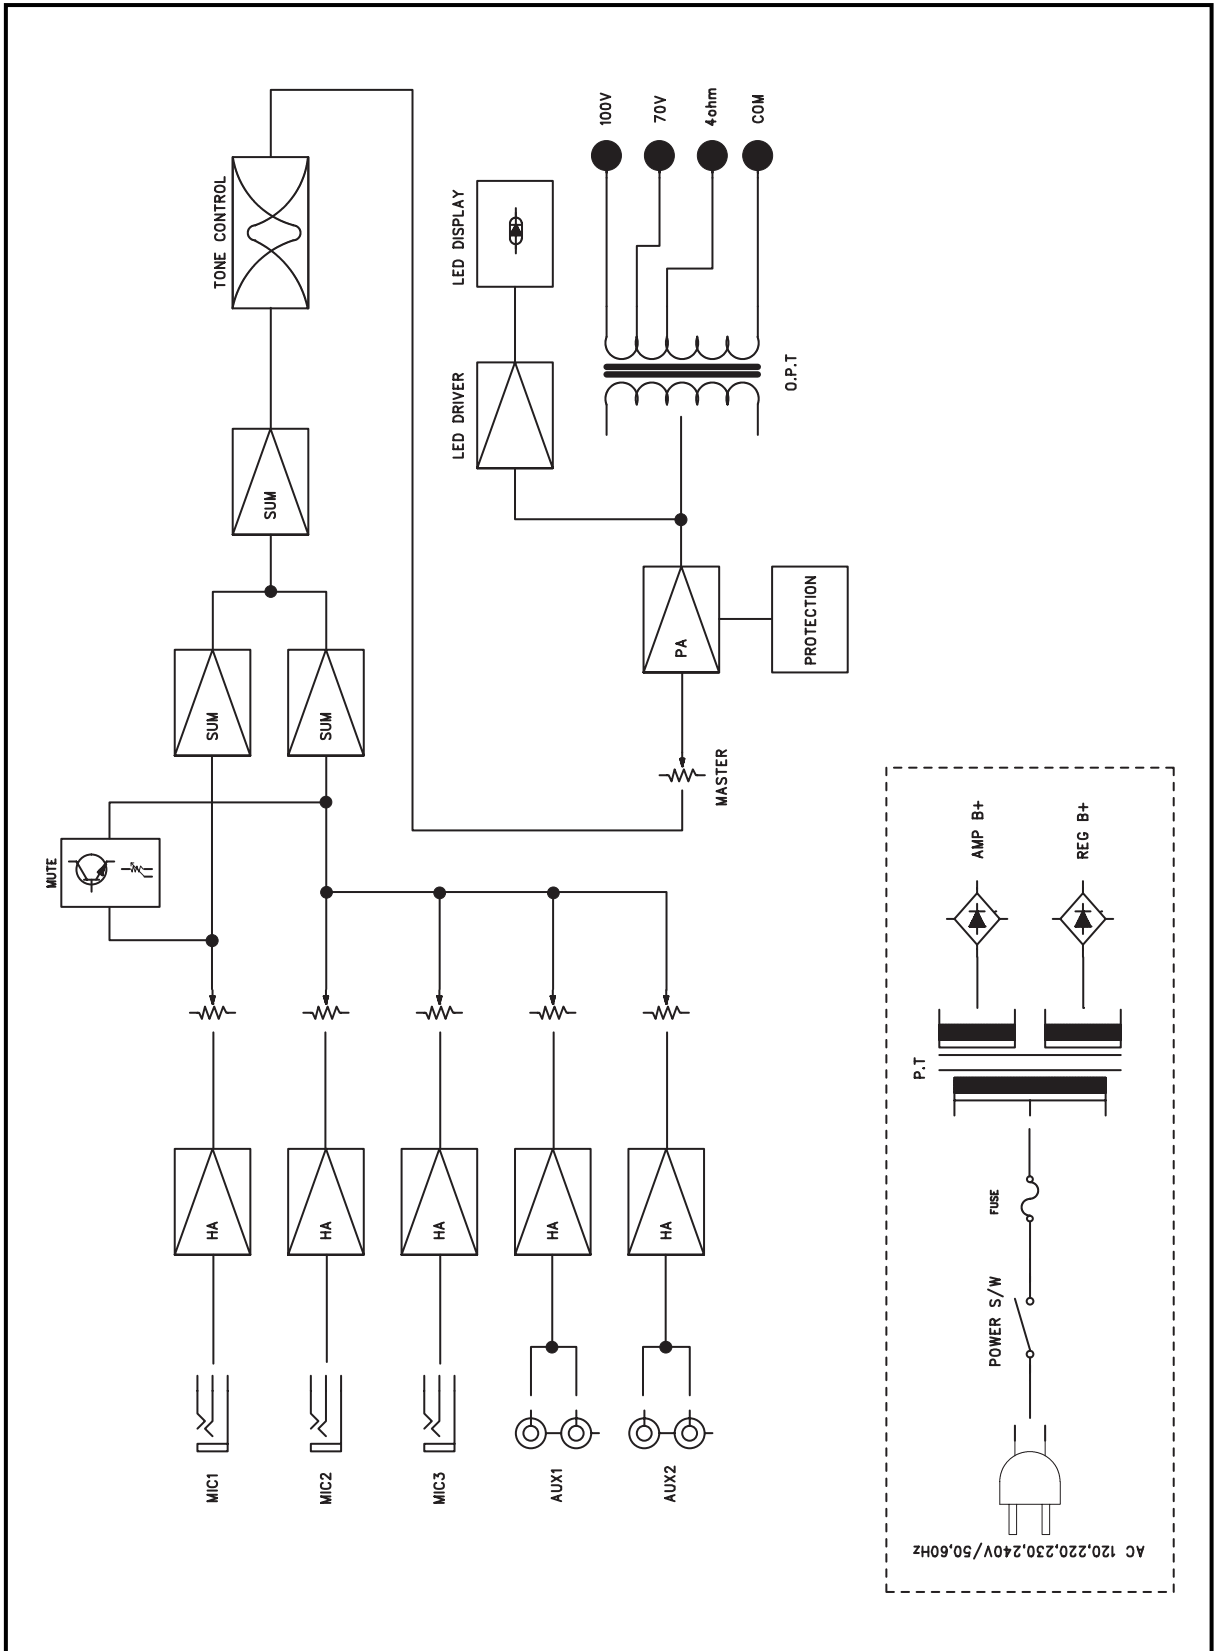 MIC1
HA
MUTE
SUM
MIC2
HA
SUM
SUM
TONE CONTROL
MIC3
HA
AUX1
HA
AUX2
HA
MASTER
PA
PROTECTION
LED DRIVER
LED DISPLAY
O.P.T
100V
70V
4ohm
COM
AC 120,220,230,240V/50,60Hz
POWER S/W
FUSE
P.T
AMP B+
REG B+